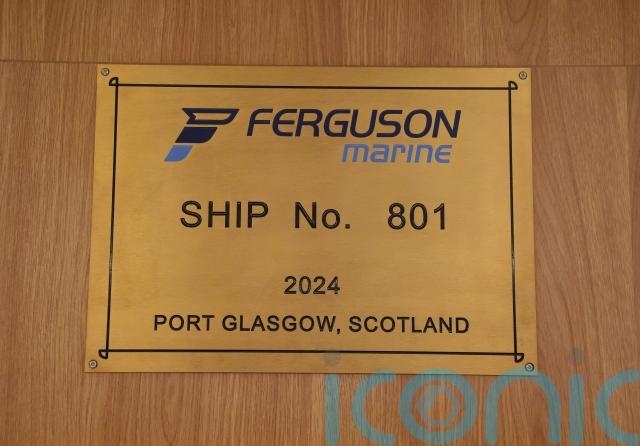 FERGUSON
marine
SHIP No. 801
2024
PORT GLASGOW, SCOTLAND
iconic